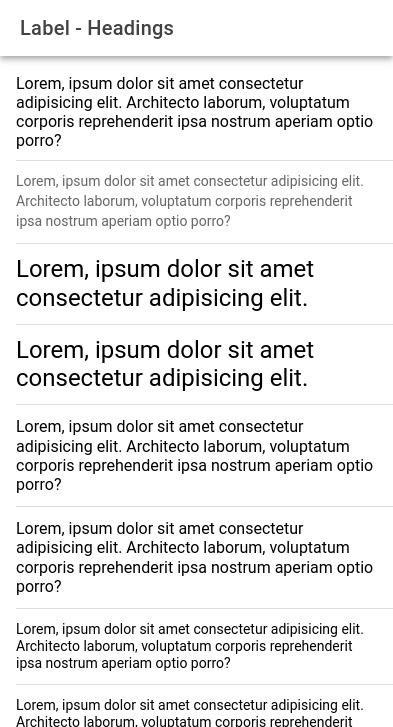 Label - Headings
Lorem, ipsum dolor sit amet consectetur
adipisicing elit. Architecto laborum, voluptatum
corporis reprehenderit ipsa nostrum aperiam optio
porro?
Lorem, ipsum dolor sit amet consectetur adipisicing elit.
Architecto laborum, voluptatum corporis reprehenderit
ipsa nostrum aperiam optio porro?
Lorem, ipsum dolor sit amet
consectetur adipisicing elit.
Lorem, ipsum dolor sit amet
consectetur adipisicing elit.
Lorem, ipsum dolor sit amet consectetur
adipisicing elit. Architecto laborum, voluptatum
corporis reprehenderit ipsa nostrum aperiam optio
porro?
Lorem, ipsum dolor sit amet consectetur
adipisicing elit. Architecto laborum, voluptatum
corporis reprehenderit ipsa nostrum aperiam optio
porro?
Lorem, ipsum dolor sit amet consectetur adipisicing elit.
Architecto laborum, voluptatum corporis reprehenderit
ipsa nostrum aperiam optio porro?
Lorem, ipsum dolor sit amet consectetur adipisicing elit.
Architecto laborum, voluptatum corporis reprehenderit